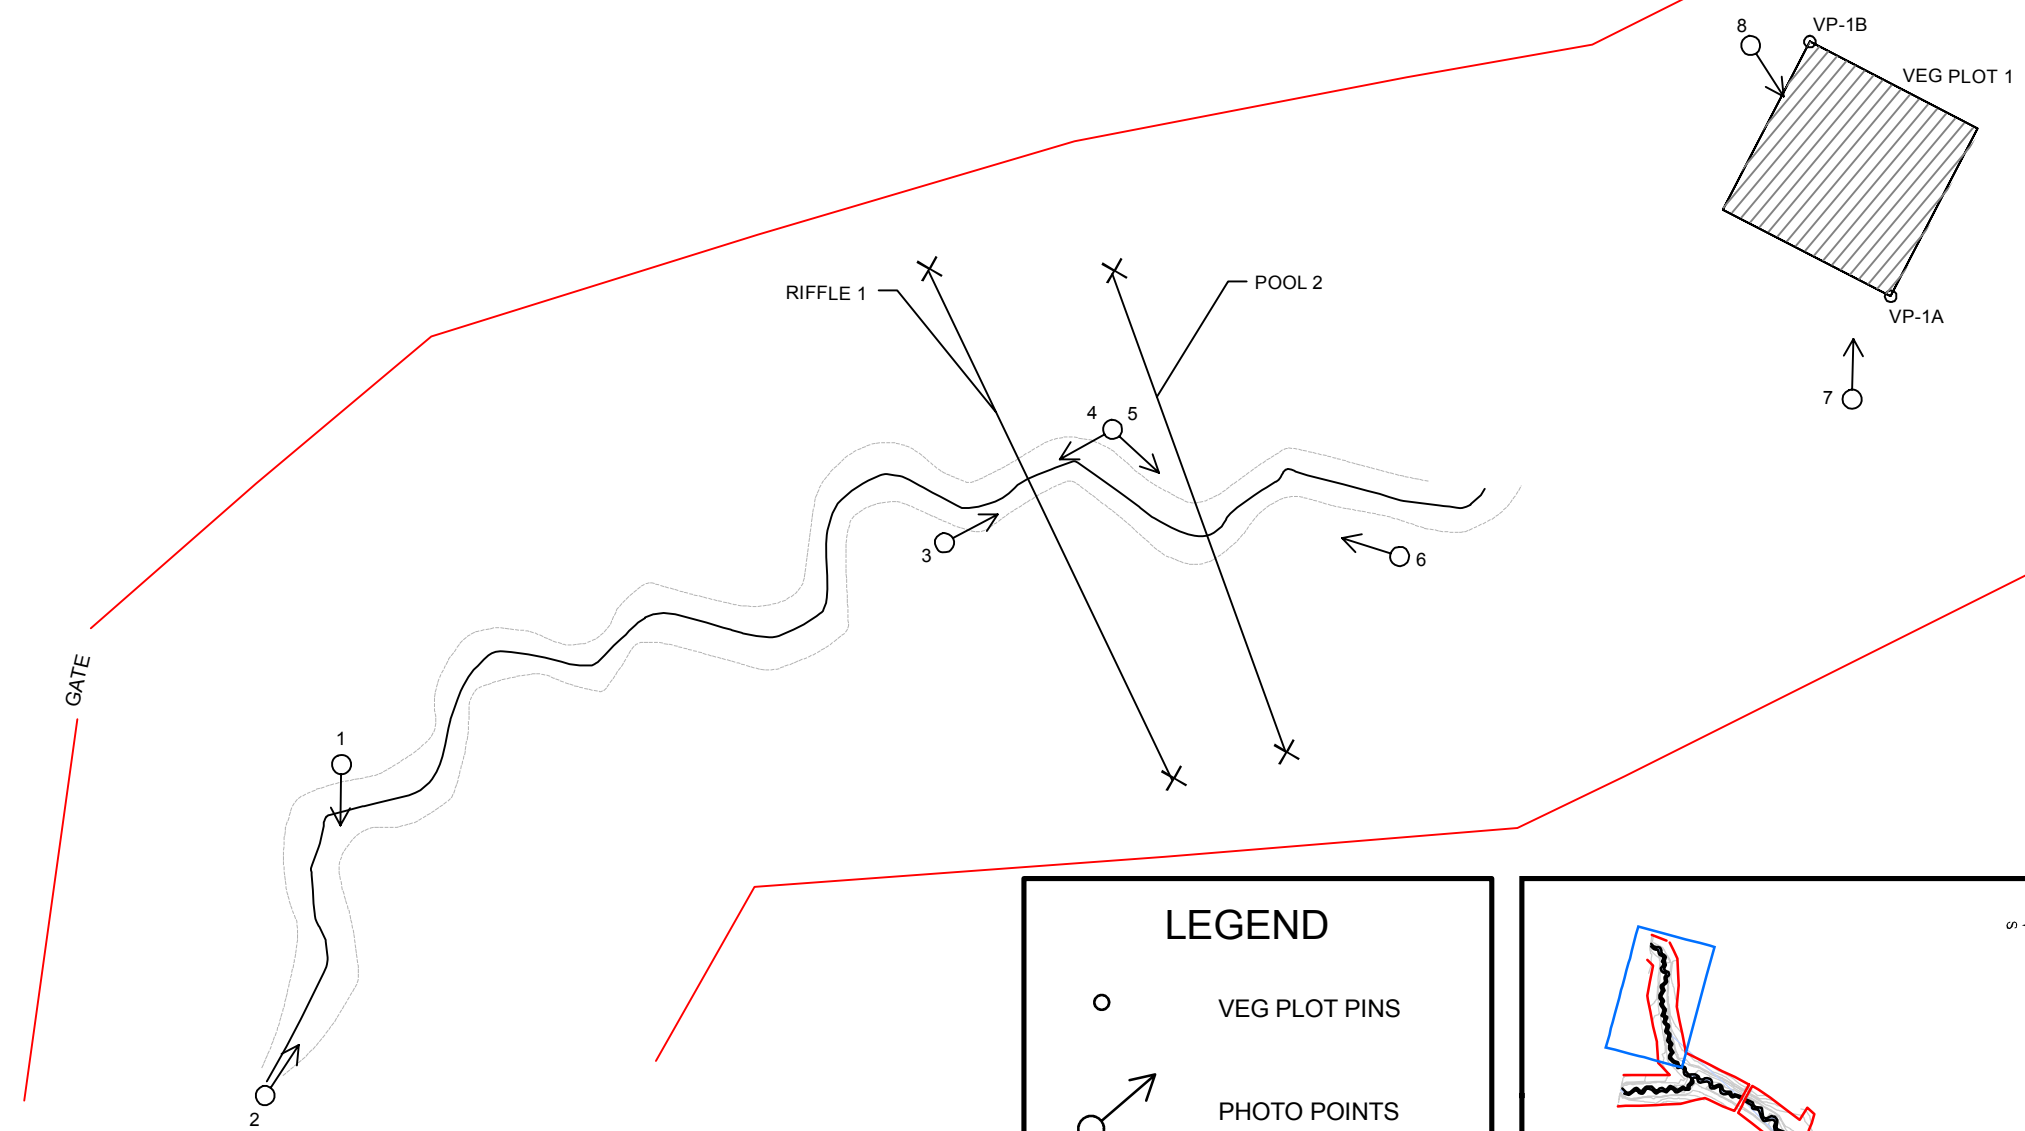 8
VP-1B
VEG PLOT 1
RIFFLE 1
POOL 2
VP-1A
7
4
5
3
6
GATE
1
2
LEGEND
VEG PLOT PINS
PHOTO POINTS